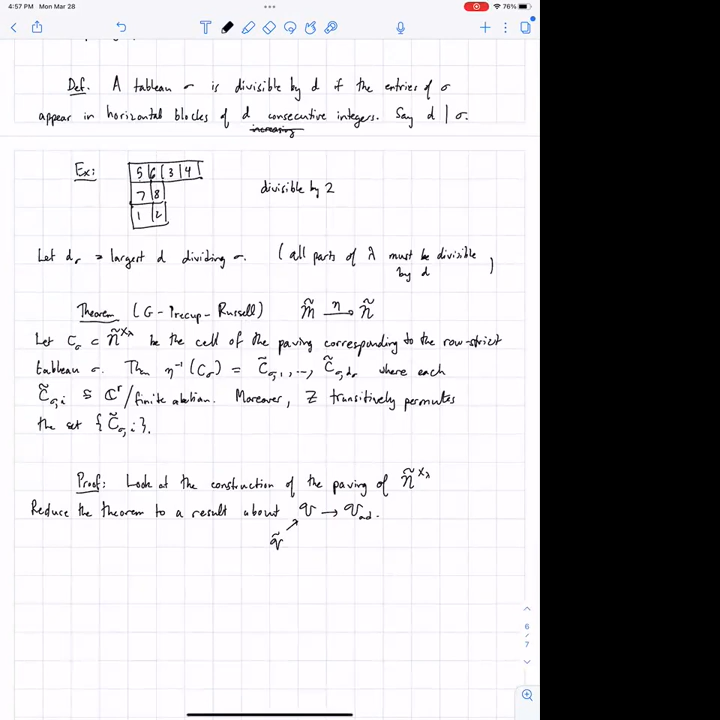 4:57 PM Mon Mar 28
76%
Def. A tableau σ is divisible by d if the entries of σ
appear in horizontal blocks of d consecutive integers. Say d | σ.
increasing
Ex:
5 6 3 4
7 8
1 2
divisible by 2
Let d_σ = largest d dividing σ. (all parts of λ must be divisible
by d)
Theorem (G-Precup-Russell) m̃ →^η ñ
Let C_σ ⊂ ñ^{X_λ} be the cell of the paving corresponding to the row-strict
tableau σ. Then η^{-1}(C_σ) = C̃_{σ,1}, ..., C̃_{σ,d_σ} where each
C̃_{σ,i} ≅ ℂ^r/finite abelian. Moreover, Z transitively permutes
the set {C̃_{σ,i}}.
Proof: Look at the construction of the paving of ñ^{X_λ}
Reduce the theorem to a result about 𝒱 → 𝒱_ad.
𝒱̃ ↗
6
/
7